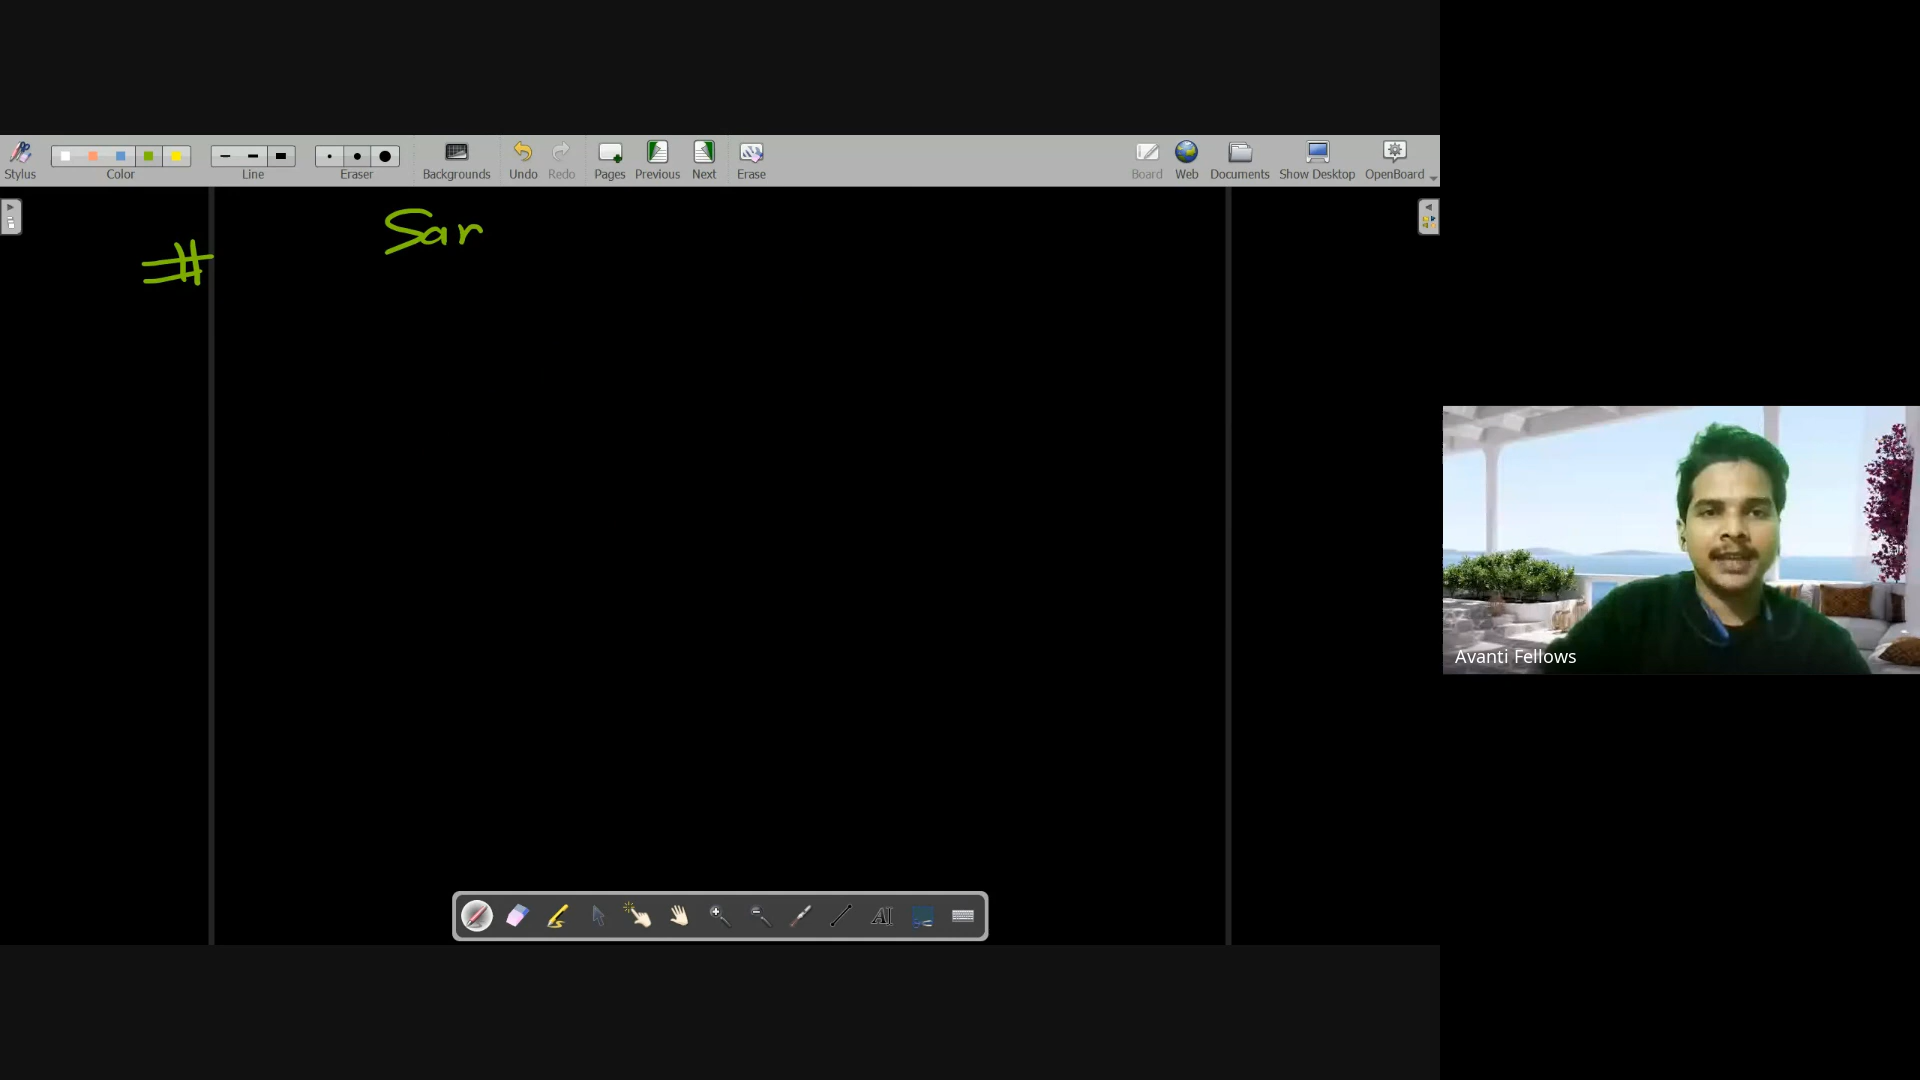 Stylus Color Line Eraser Backgrounds Undo Redo Pages Previous Next Erase Board Web Documents Show Desktop OpenBoard
Sar
#
Avanti Fellows
AI